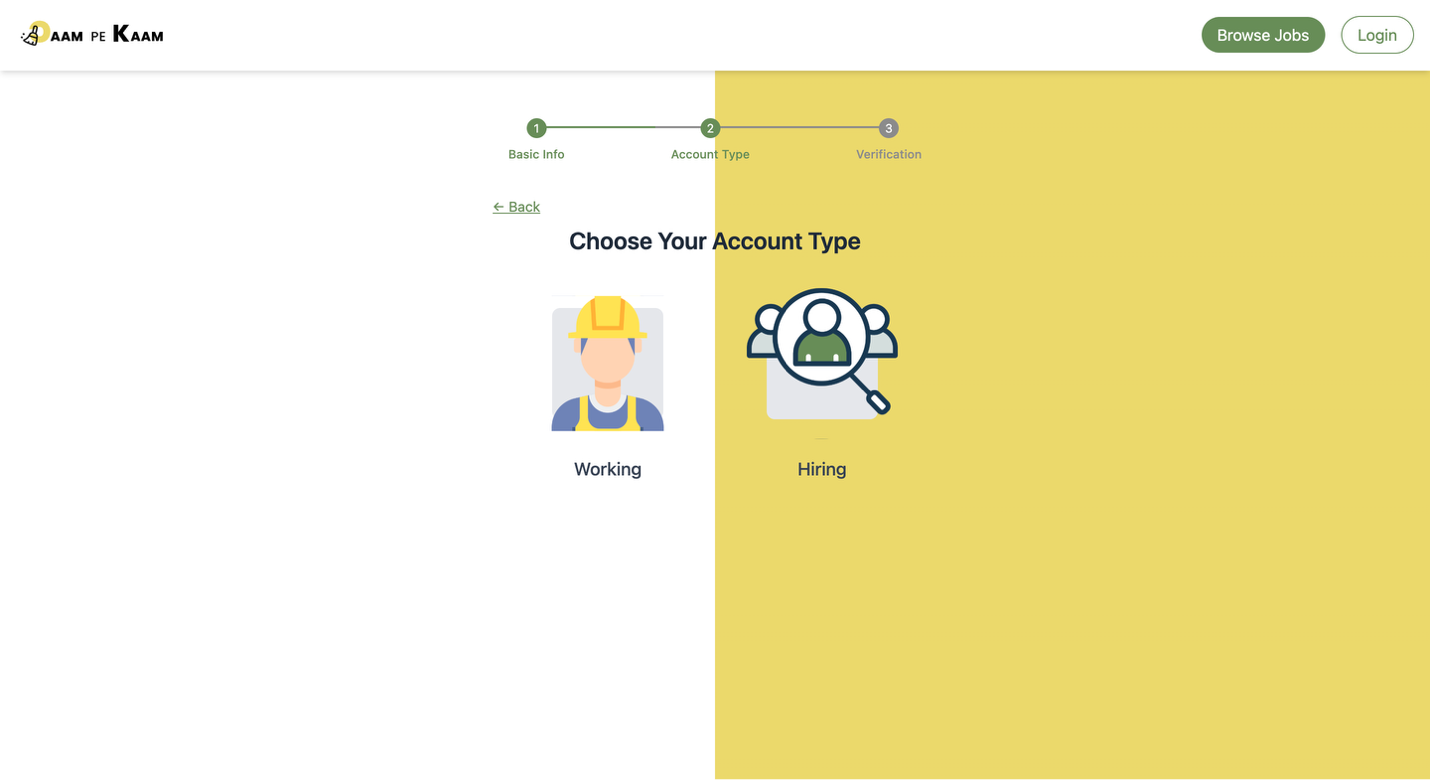 DAAM PE KAAM
Browse Jobs
Login
1
2
3
Basic Info
Account Type
Verification
← Back
Choose Your Account Type
Working
Hiring